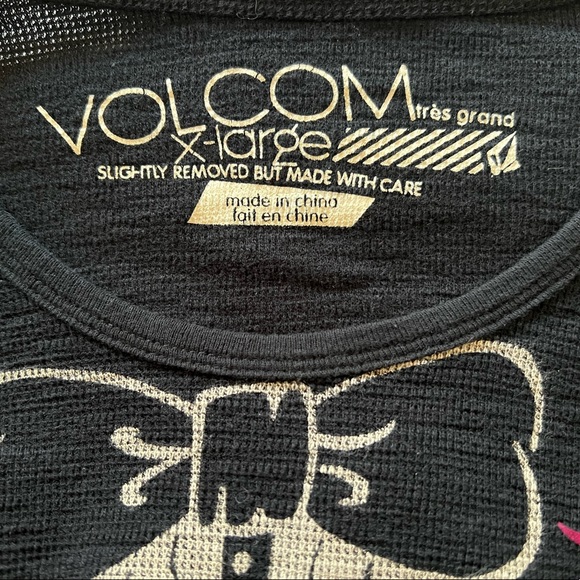 VOLCOM
très grand
x-large
SLIGHTLY REMOVED BUT MADE WITH CARE
made in china
fait en chine